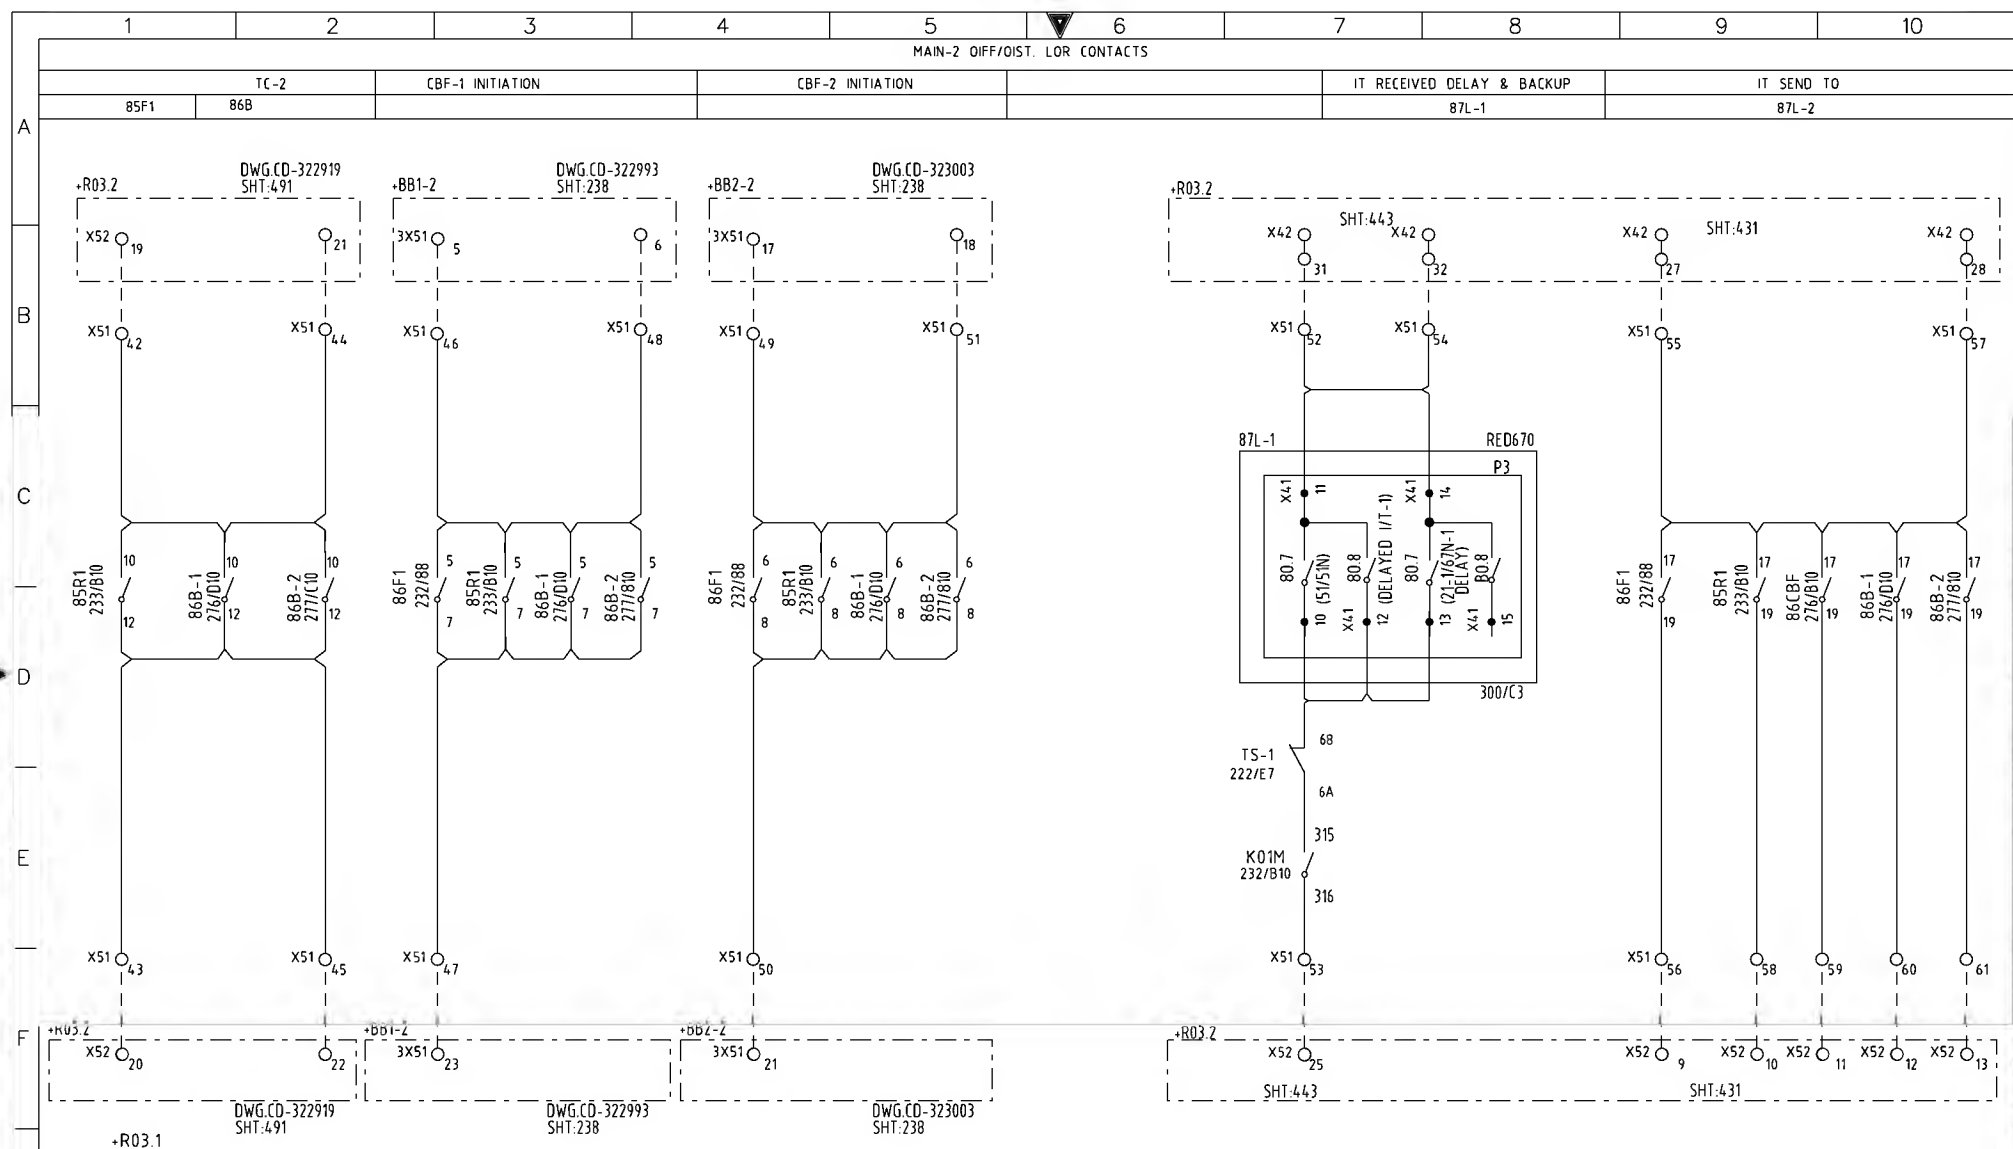 1 2 3 4 5 6 7 8 9 10
MAIN-2 OIFF/OIST. LOR CONTACTS
TC-2 CBF-1 INITIATION CBF-2 INITIATION IT RECEIVED DELAY & BACKUP IT SEND TO
85F1 86B 87L-1 87L-2
A
DWG.CD-322919 DWG.CD-322993 DWG.CD-323003
+R03.2 SHT:491 +BB1-2 SHT:238 +BB2-2 SHT:238 +R03.2
SHT:443 SHT:431
X52 19 21 3X51 5 6 3X51 17 18 X42 31 X42 32 X42 27 X42 28
B
X51 42 X51 44 X51 46 X51 48 X51 49 X51 51 X51 52 X51 54 X51 55 X51 57
87L-1 RED670
P3
C
X41 11 X41 14
10 10 10 5 5 5 5 6 6 6 6 17 17 17 17 17
85R1
233/B10
86B-1
276/D10
86B-2
277/C10
86F1
232/88
85R1
233/B10
86B-1
276/D10
86B-2
277/810
86F1
232/88
85R1
233/B10
86B-1
276/D10
86B-2
277/810
80.7
(51/51N)
80.8
(DELAYED I/T-1)
80.7
(21-1/67N-1
DELAY)
B0.8
86F1
232/88
85R1
233/B10
86CBF
276/B10
86B-1
276/D10
86B-2
277/810
12 12 12 7 7 7 7 8 8 8 8 19 19 19 19 19
10 X41 12 13 X41 15
D
300/C3
TS-1 6B
222/E7
6A
315
E
K01M
232/B10
316
X51 43 X51 45 X51 47 X51 50 X51 53 X51 56 58 59 60 61
F
+R03.2 +BB1-2 +BB2-2 +R03.2
X52 20 22 3X51 23 3X51 21 X52 25 X52 9 X52 10 X52 11 X52 12 X52 13
SHT:443 SHT:431
DWG.CD-322919 DWG.CD-322993 DWG.CD-323003
SHT:491 SHT:238 SHT:238
+R03.1